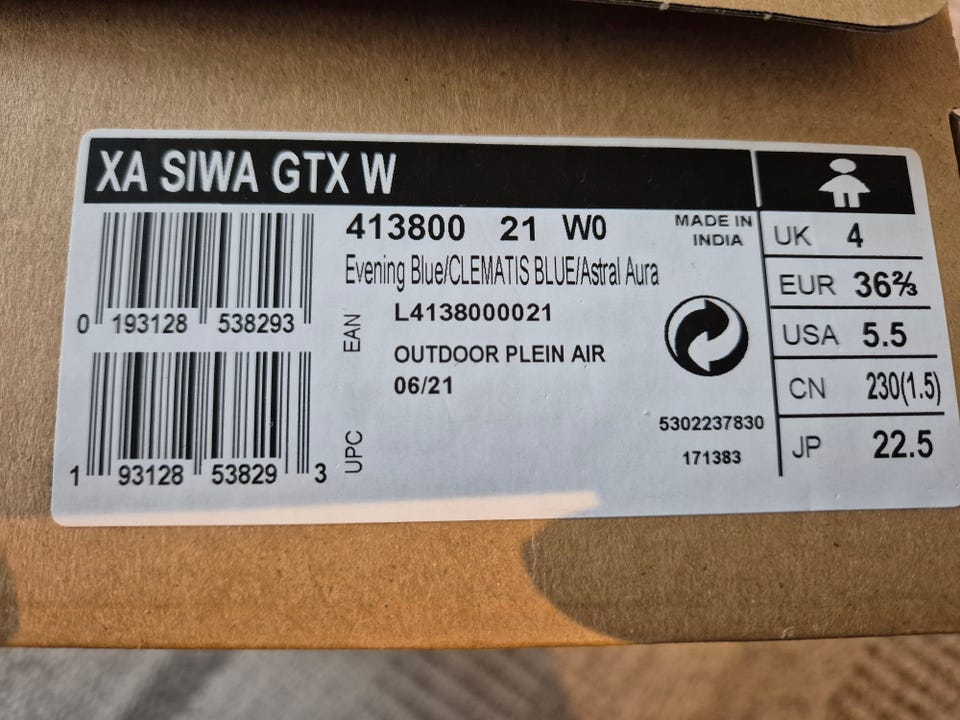 XA SIWA GTX W
413800 21 W0
MADE IN
INDIA
Evening Blue/CLEMATIS BLUE/Astral Aura
0 193128 538293
EAN
L4138000021
OUTDOOR PLEIN AIR
06/21
1 93128 53829 3
UPC
5302237830
171383
UK 4
EUR 36⅔
USA 5.5
CN 230(1.5)
JP 22.5